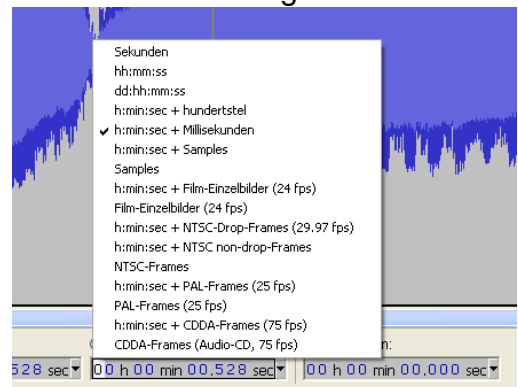 Sekunden
hh:mm:ss
dd:hh:mm:ss
h:min:sec + hundertstel
h:min:sec + Millisekunden
h:min:sec + Samples
Samples
h:min:sec + Film-Einzelbilder (24 fps)
Film-Einzelbilder (24 fps)
h:min:sec + NTSC-Drop-Frames (29.97 fps)
h:min:sec + NTSC non-drop-Frames
NTSC-Frames
h:min:sec + PAL-Frames (25 fps)
PAL-Frames (25 fps)
h:min:sec + CDDA-Frames (75 fps)
CDDA-Frames (Audio-CD, 75 fps)
n:
528 sec 00 h 00 min 00,528 sec 00 h 00 min 00,000 sec